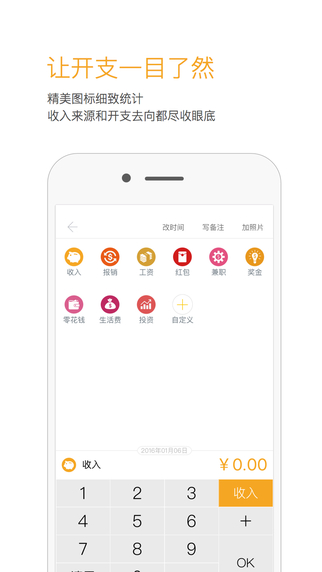 让开支一目了然
精美图标细致统计
收入来源和开支去向都尽收眼底
改时间 写备注 加照片
收入 报销 工资 红包 兼职 奖金
零花钱 生活费 投资 自定义
2016年01月06日
收入 ¥0.00
1 2 3 收入
4 5 6 +
7 8 9
OK